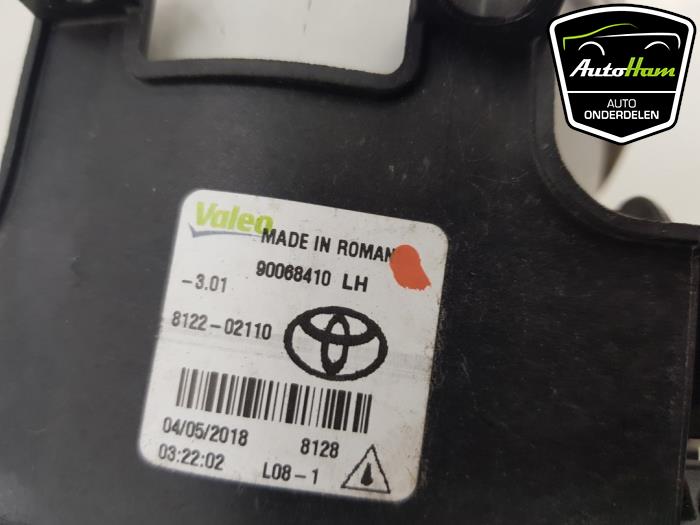 AutoHam
AUTO
ONDERDELEN
Valeo
MADE IN ROMAN
90068410 LH
-3.01
8122-02110
04/05/2018 8128
03:22:02 L08-1